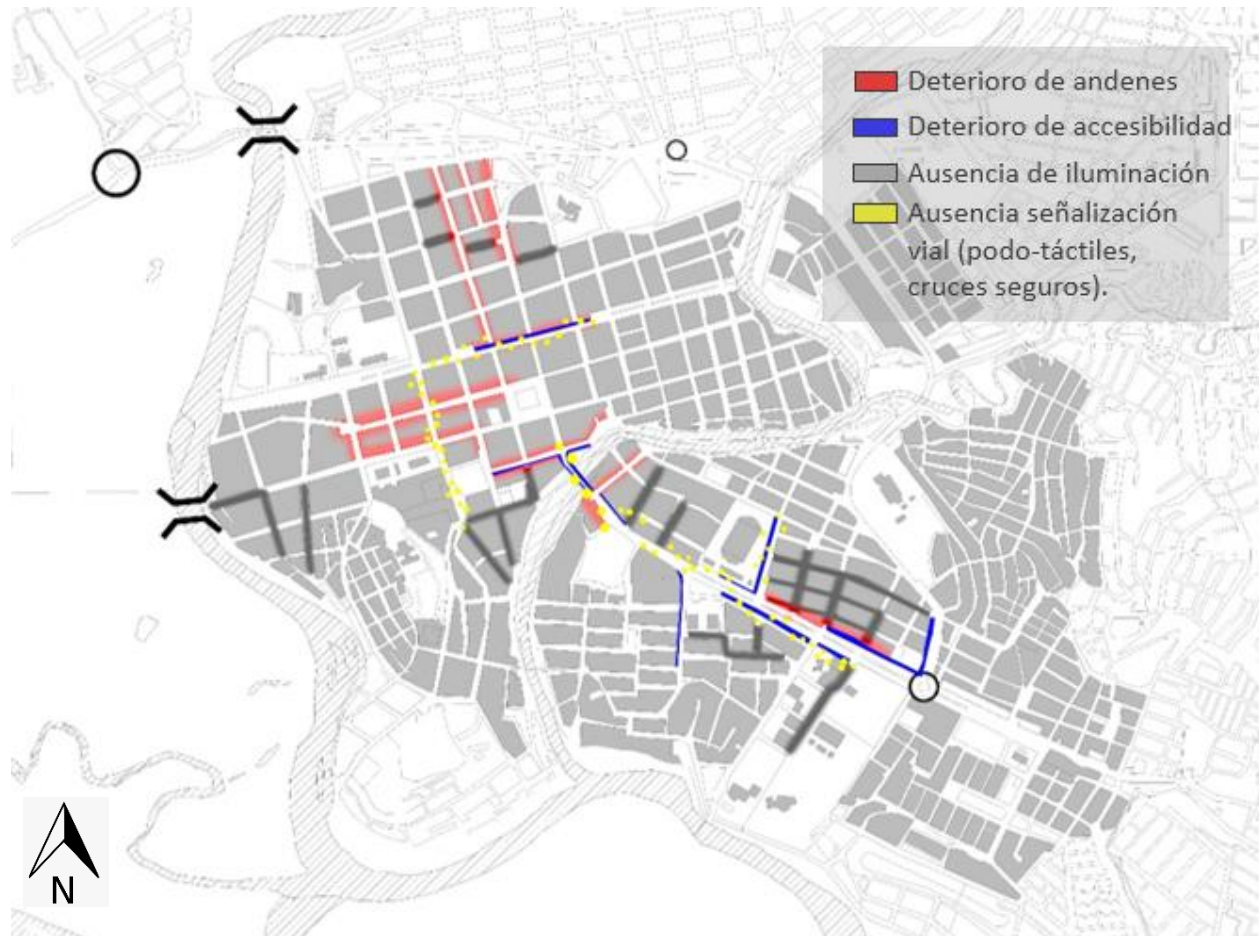 Deterioro de andenes
Deterioro de accesibilidad
Ausencia de iluminación
Ausencia señalización
vial (podo-táctiles,
cruces seguros).
N